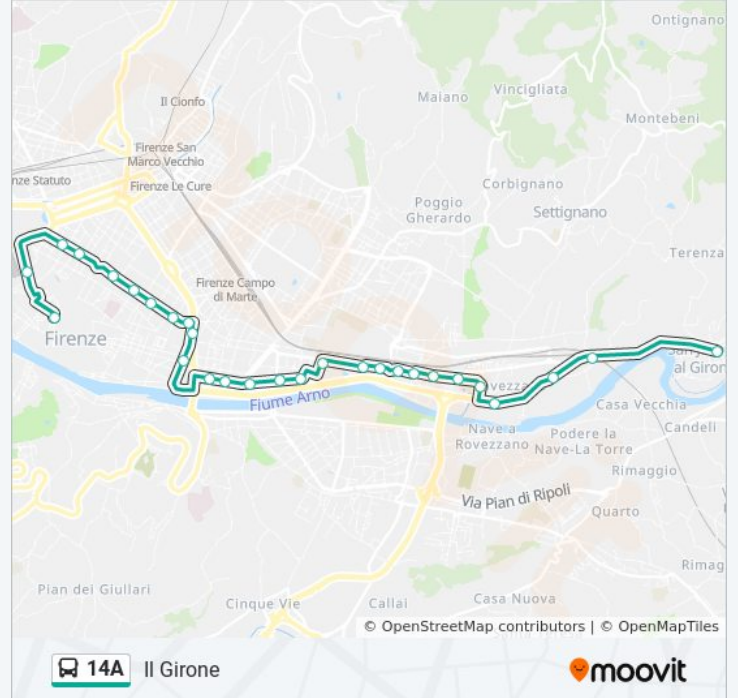 Ontignano
Maiano
Vincigliata
Il Cionfo
Montebeni
Firenze San
Marco Vecchio
nze Statuto
Firenze Le Cure
Corbignano
Poggio
Gherardo
Settignano
Terenza
Firenze Campo
di Marte
Firenze
al Giron
Fiume Arno
Casa Vecchia
Nave a
Rovezzano
Podere la
Nave-La Torre
Candeli
Rimaggio
Via Pian di Ripoli
Quarto
Rimag
Pian dei Giullari
Cinque Vie
Callai
Casa Nuova
© OpenStreetMap contributors | © OpenMapTiles
14A Il Girone
moovit